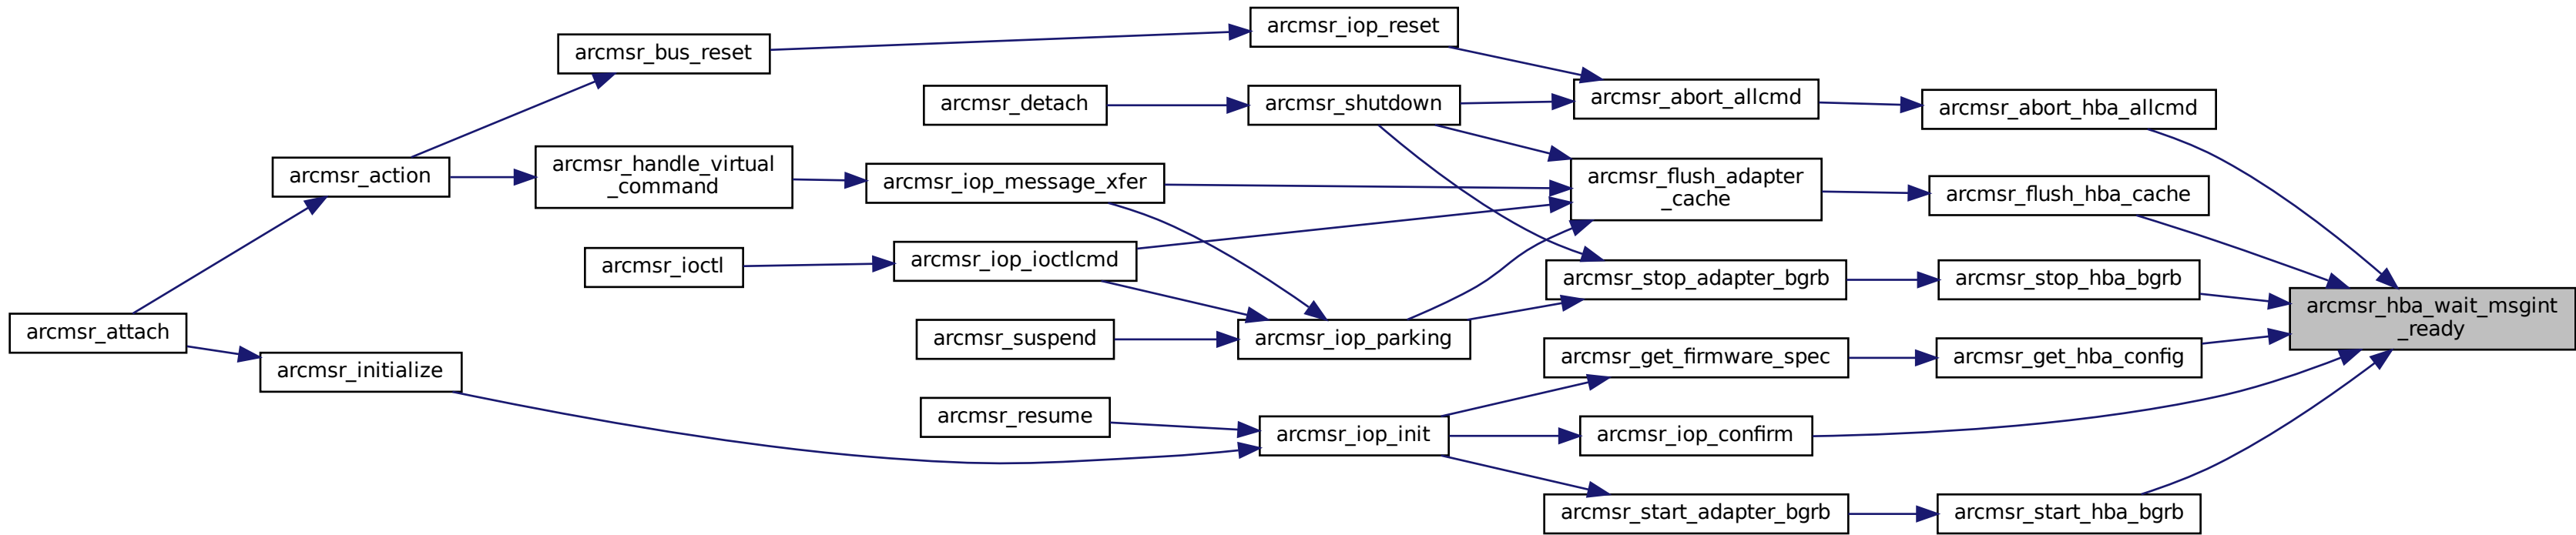 arcmsr_iop_reset
arcmsr_bus_reset
arcmsr_abort_allcmd
arcmsr_detach
arcmsr_shutdown
arcmsr_abort_hba_allcmd
arcmsr_action
arcmsr_handle_virtual
_command
arcmsr_iop_message_xfer
arcmsr_flush_adapter
_cache
arcmsr_flush_hba_cache
arcmsr_ioctl
arcmsr_iop_ioctlcmd
arcmsr_stop_adapter_bgrb
arcmsr_stop_hba_bgrb
arcmsr_hba_wait_msgint
_ready
arcmsr_attach
arcmsr_suspend
arcmsr_iop_parking
arcmsr_get_firmware_spec
arcmsr_get_hba_config
arcmsr_initialize
arcmsr_resume
arcmsr_iop_init
arcmsr_iop_confirm
arcmsr_start_adapter_bgrb
arcmsr_start_hba_bgrb